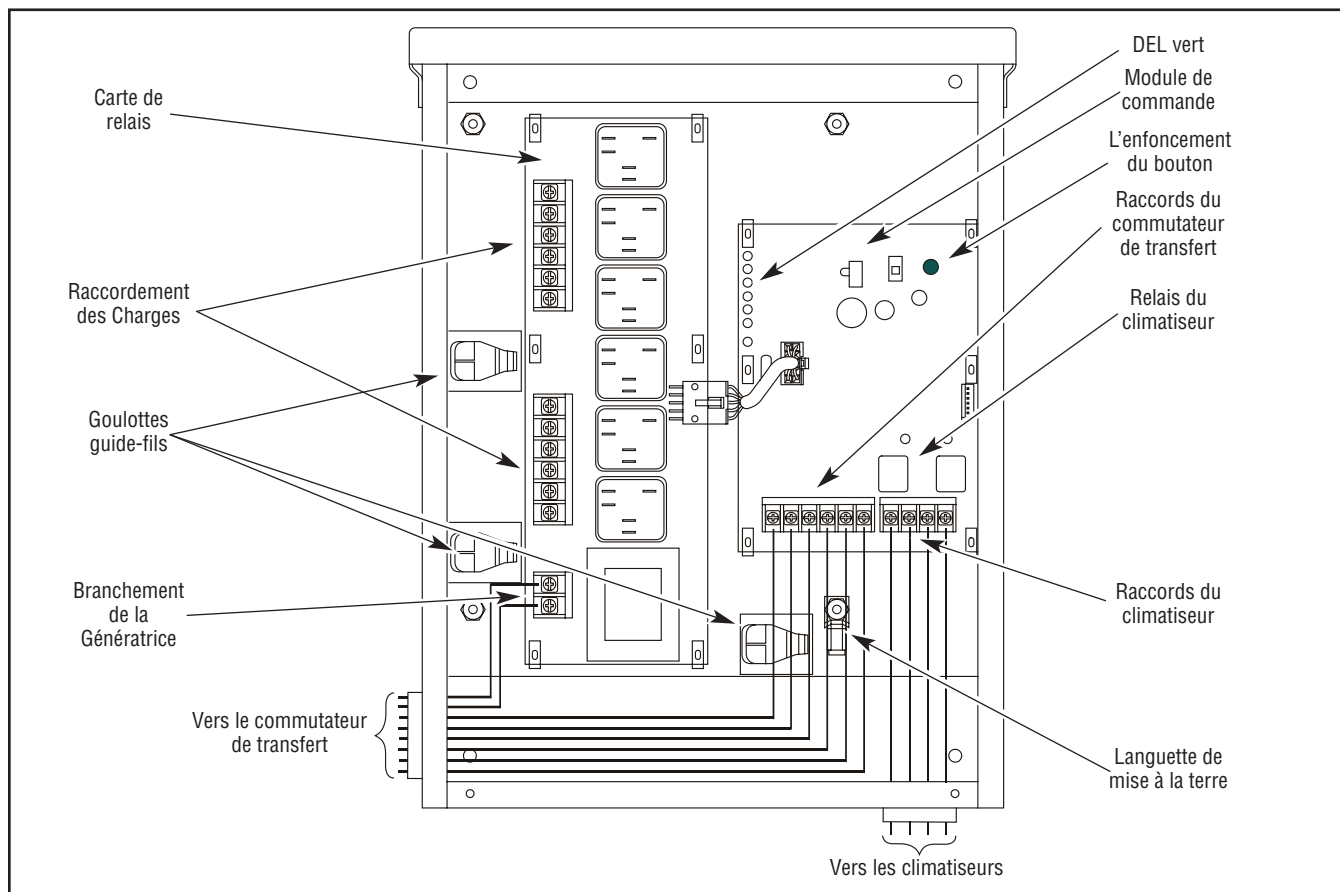 Carte de
relais
Raccordement
des Charges
Goulottes
guide-fils
Branchement
de la
Génératrice
Vers le commutateur
de transfert
DEL vert
Module de
commande
L'enfoncement
du bouton
Raccords du
commutateur
de transfert
Relais du
climatiseur
Raccords du
climatiseur
Languette de
mise à la terre
Vers les climatiseurs